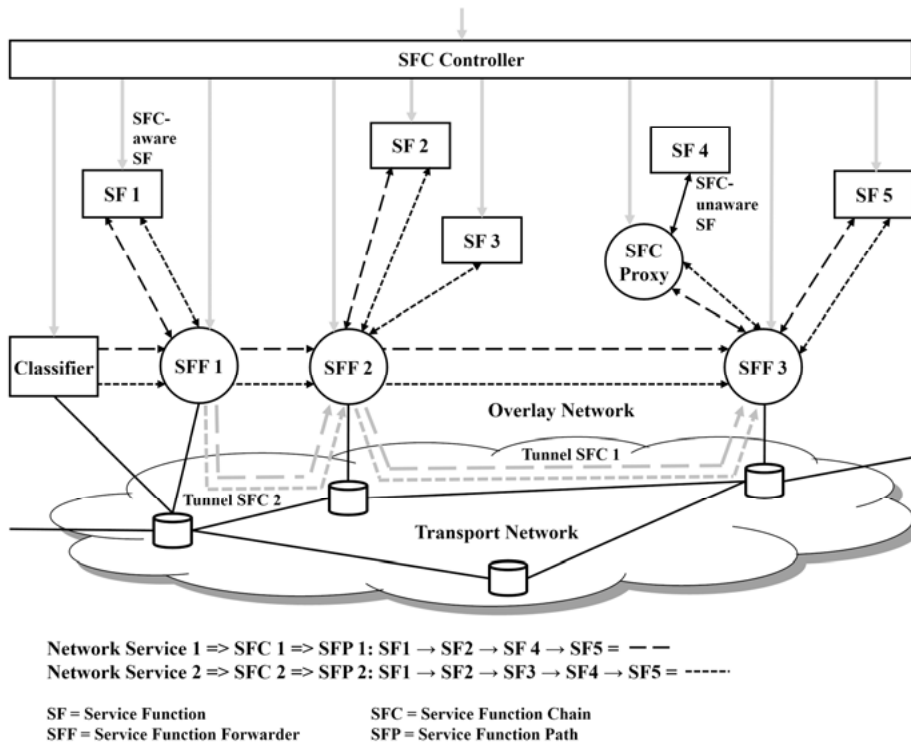 SFC Controller
SFC-
aware
SF
SF 1
SF 2
SF 3
SF 4
SFC-
unaware
SF
SF 5
SFC
Proxy
Classifier
SFF 1
SFF 2
SFF 3
Overlay Network
Tunnel SFC 1
Tunnel SFC 2
Transport Network
Network Service 1 => SFC 1 => SFP 1: SF1 → SF2 → SF 4 → SF5 =
Network Service 2 => SFC 2 => SFP 2: SF1 → SF2 → SF3 → SF4 → SF5 =
SF = Service Function
SFC = Service Function Chain
SFF = Service Function Forwarder
SFP = Service Function Path